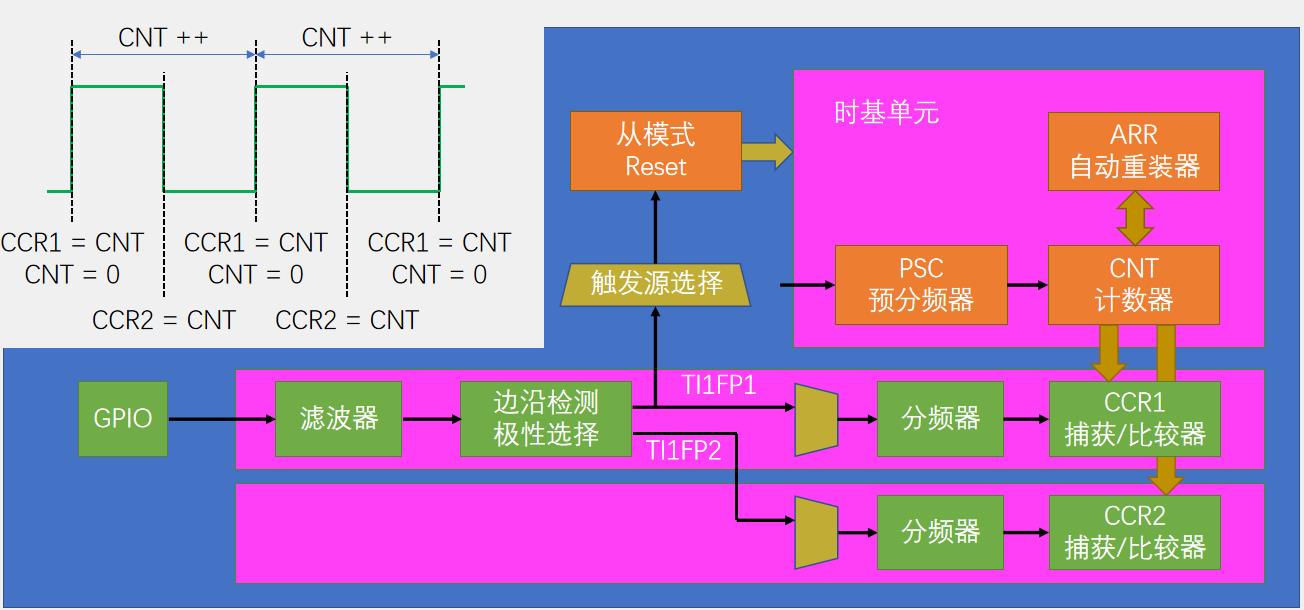 CNT ++
CNT ++
CCR1 = CNT
CNT = 0
CCR1 = CNT
CNT = 0
CCR1 = CNT
CNT = 0
CCR2 = CNT
CCR2 = CNT
从模式
Reset
时基单元
ARR
自动重装器
触发源选择
PSC
预分频器
CNT
计数器
GPIO
滤波器
边沿检测
极性选择
TI1FP1
TI1FP2
分频器
CCR1
捕获/比较器
分频器
CCR2
捕获/比较器